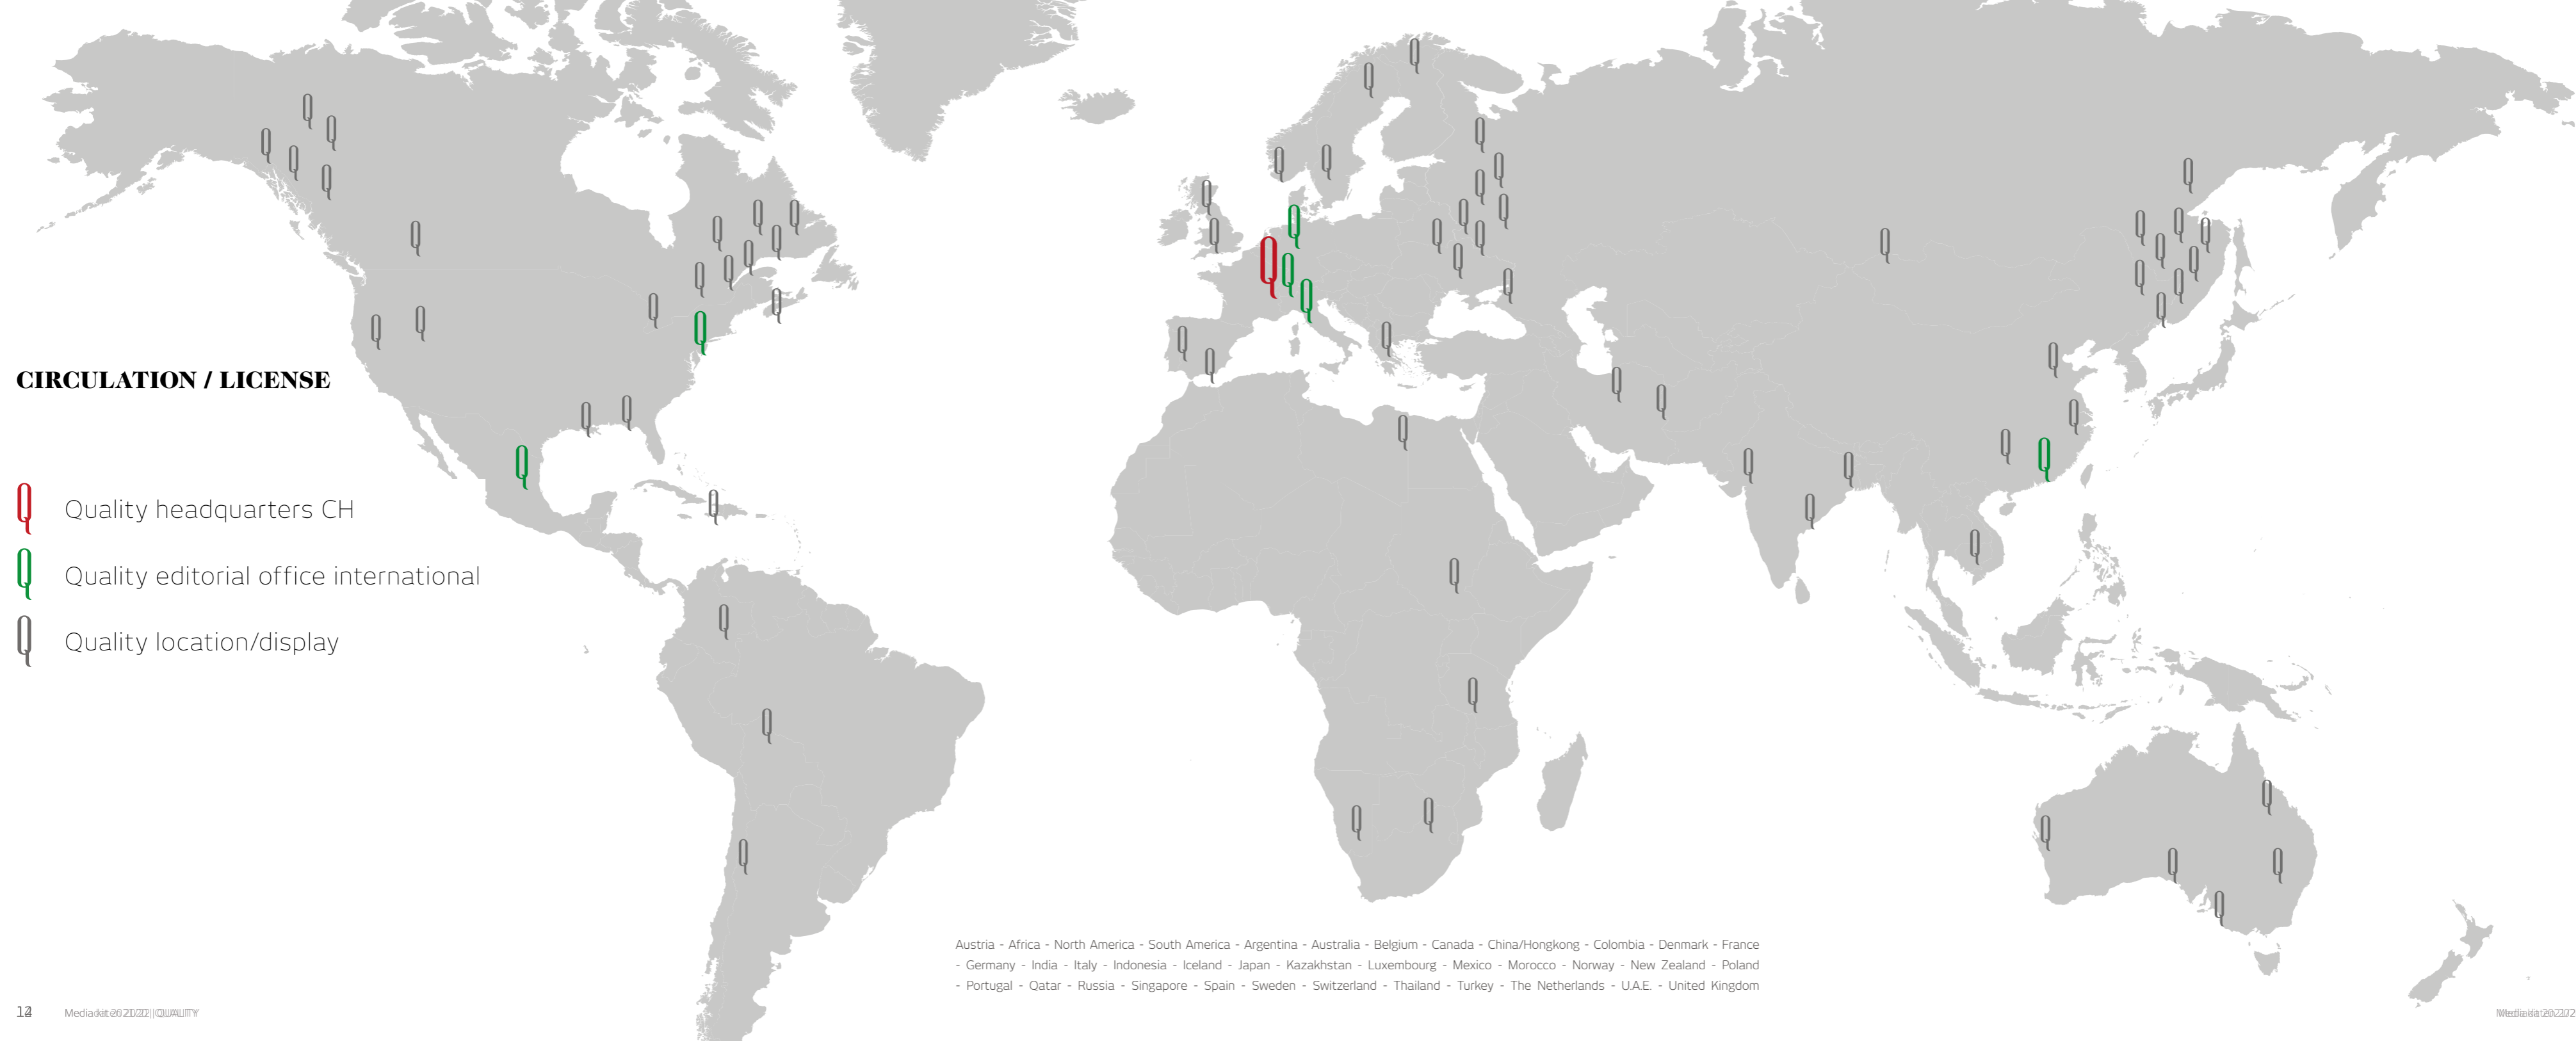 CIRCULATION / LICENSE
Quality headquarters CH
Quality editorial office international
Quality location/display
Austria - Africa - North America - South America - Argentina - Australia - Belgium - Canada - China/Hongkong - Colombia - Denmark - France
- Germany - India - Italy - Indonesia - Iceland - Japan - Kazakhstan - Luxembourg - Mexico - Morocco - Norway - New Zealand - Poland
- Portugal - Qatar - Russia - Singapore - Spain - Sweden - Switzerland - Thailand - Turkey - The Netherlands - U.A.E. - United Kingdom
QUALITY